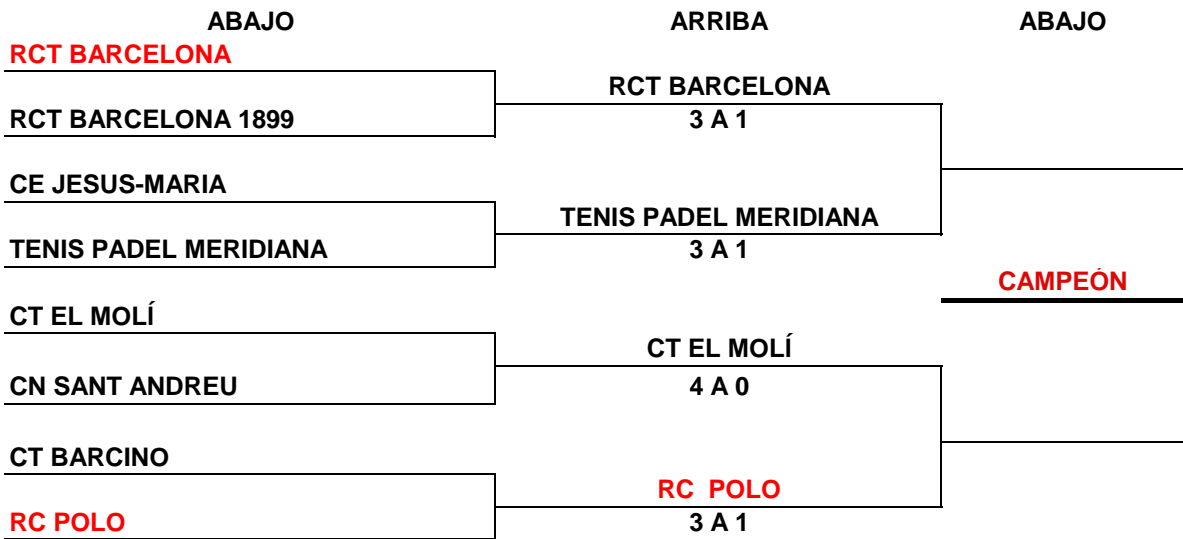 ABAJO ARRIBA ABAJO
RCT BARCELONA
RCT BARCELONA
RCT BARCELONA 1899 3 A 1
CE JESUS-MARIA
TENIS PADEL MERIDIANA
TENIS PADEL MERIDIANA 3 A 1
CAMPEÓN
CT EL MOLÍ
CT EL MOLÍ
CN SANT ANDREU 4 A 0
CT BARCINO
RC POLO
RC POLO 3 A 1